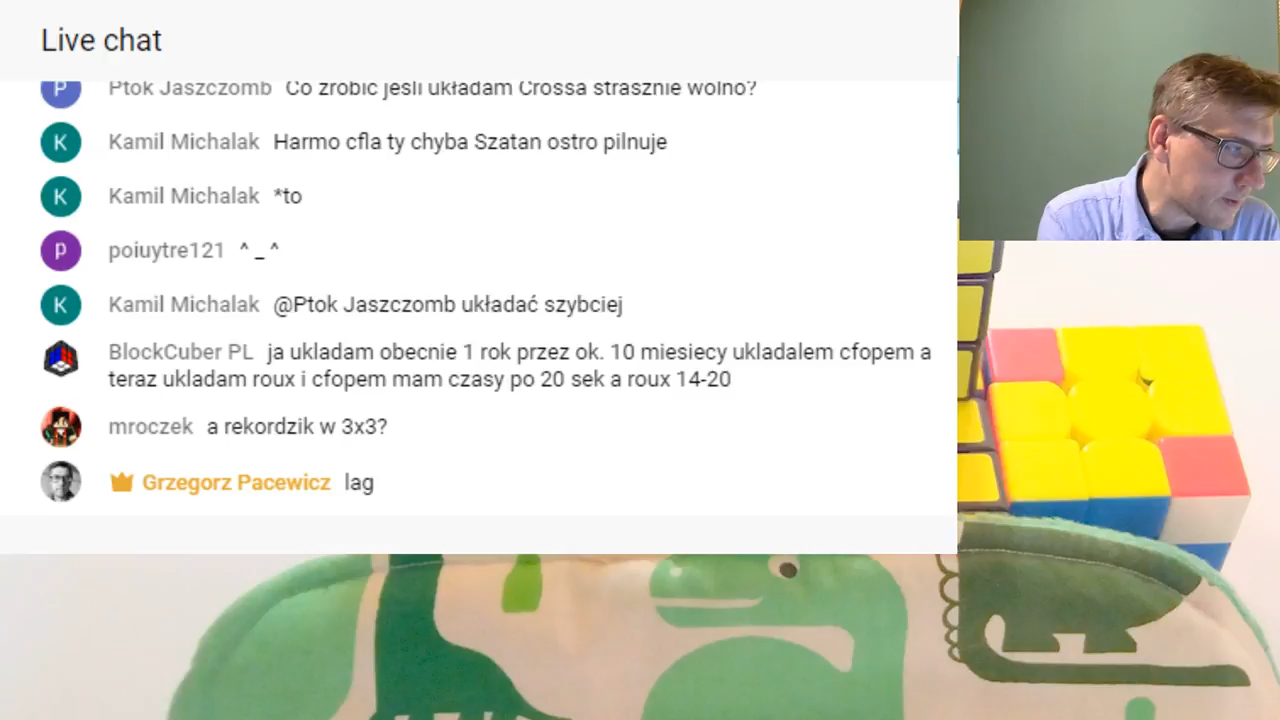 Live chat
P Ptok Jaszczomb Co zrobic jesli układam Crossa strasznie wolno?
K Kamil Michalak Harmo cfla ty chyba Szatan ostro pilnuje
K Kamil Michalak *to
p poiuytre121 ^ _ ^
K Kamil Michalak @Ptok Jaszczomb układać szybciej
BlockCuber PL ja ukladam obecnie 1 rok przez ok. 10 miesiecy ukladalem cfopem a
teraz ukladam roux i cfopem mam czasy po 20 sek a roux 14-20
mroczek a rekordzik w 3x3?
Grzegorz Pacewicz lag